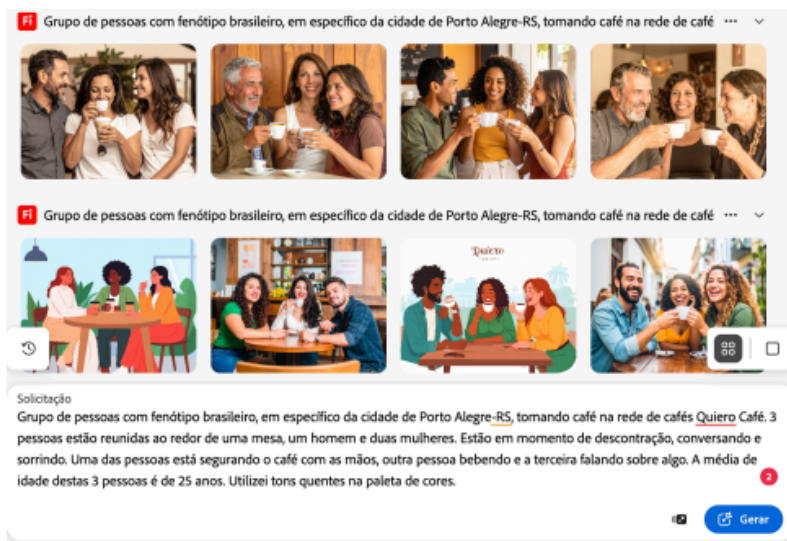 Fi Grupo de pessoas com fenótipo brasileiro, em específico da cidade de Porto Alegre-RS, tomando café na rede de café
Fi Grupo de pessoas com fenótipo brasileiro, em específico da cidade de Porto Alegre-RS, tomando café na rede de café
Quiero
Solicitação
Grupo de pessoas com fenótipo brasileiro, em específico da cidade de Porto Alegre-RS, tomando café na rede de cafés Quiero Café. 3
pessoas estão reunidas ao redor de uma mesa, um homem e duas mulheres. Estão em momento de descontração, conversando e
sorrindo. Uma das pessoas está segurando o café com as mãos, outra pessoa bebendo e a terceira falando sobre algo. A média de
idade destas 3 pessoas é de 25 anos. Utilizei tons quentes na paleta de cores.
2
Gerar